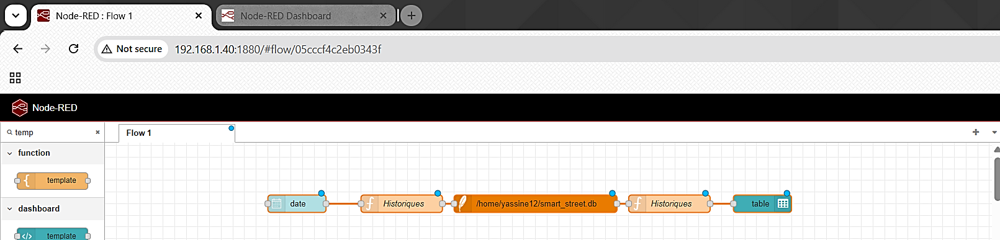 Node-RED : Flow 1
Node-RED Dashboard
Not secure
192.168.1.40:1880/#flow/05cccf4c2eb0343f
Node-RED
temp
Flow 1
function
template
dashboard
template
date
Historiques
/home/yassine12/smart_street.db
Historiques
table